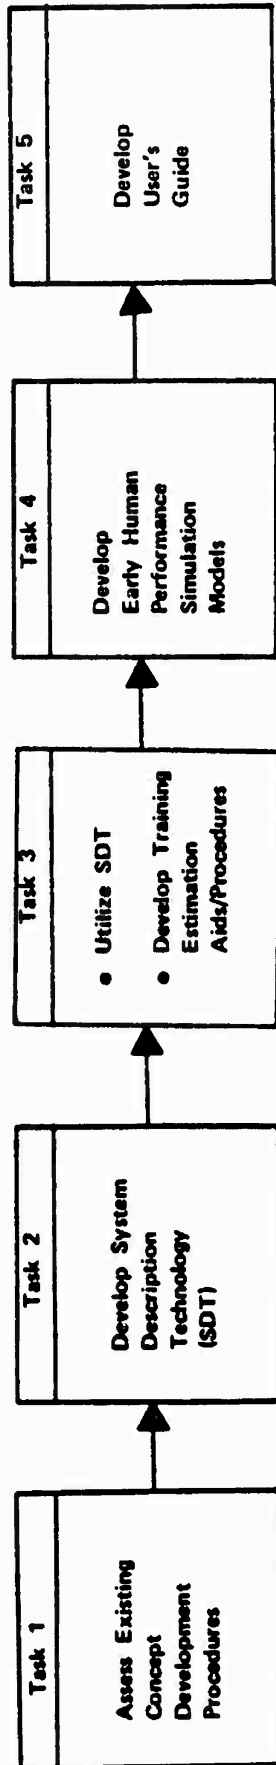 Task 1
Assess Existing
Concept
Development
Procedures
Task 2
Develop System
Description
Technology
(SDT)
Task 3
• Utilize SDT
• Develop Training
Estimation
Aids/Procedures
Task 4
Develop
Early Human
Performance
Simulation
Models
Task 5
Develop
User's
Guide